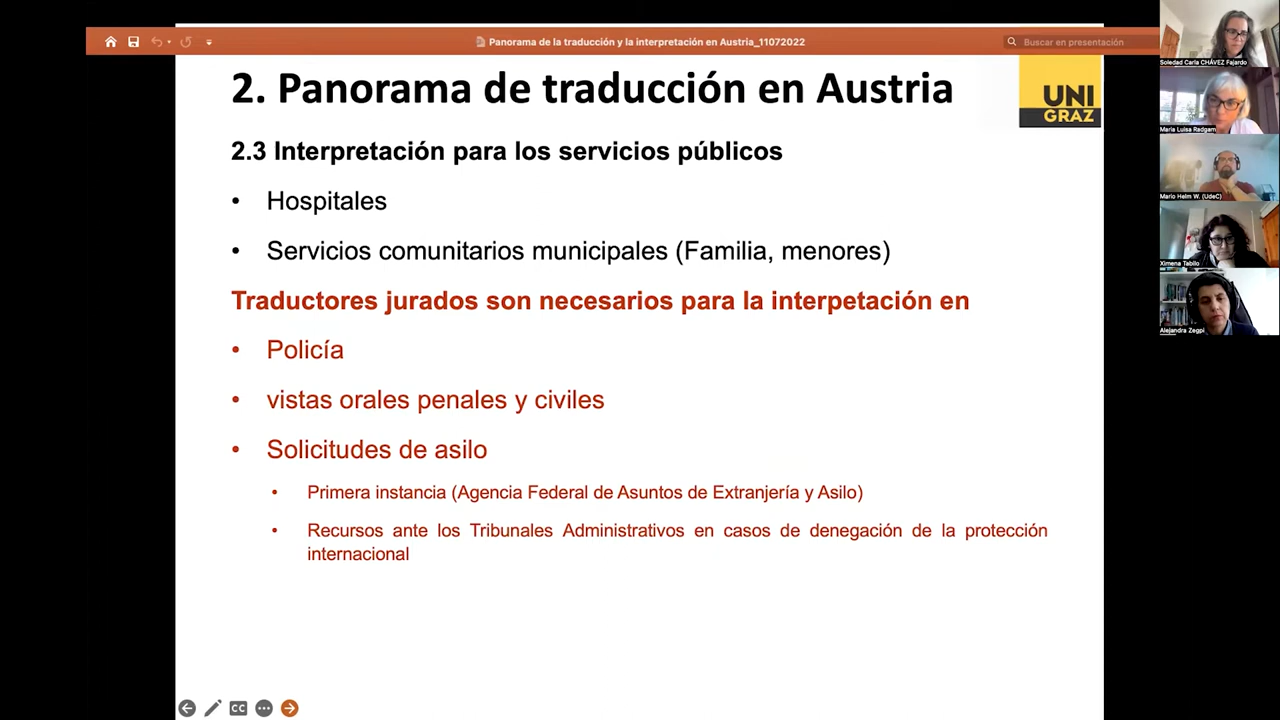 Panorama de la traducción y la interpretación en Austria_11072022
Buscar en presentación
2. Panorama de traducción en Austria
UNI
GRAZ
2.3 Interpretación para los servicios públicos
• Hospitales
• Servicios comunitarios municipales (Familia, menores)
Traductores jurados son necesarios para la interpetación en
• Policía
• vistas orales penales y civiles
• Solicitudes de asilo
• Primera instancia (Agencia Federal de Asuntos de Extranjería y Asilo)
• Recursos ante los Tribunales Administrativos en casos de denegación de la protección
internacional
CC
Soledad Carla CHÁVEZ Fajardo
Maria Luisa Radgam
Mario Helm W. (UdeC)
Ximena Tabilo
Alejandra Zegpi